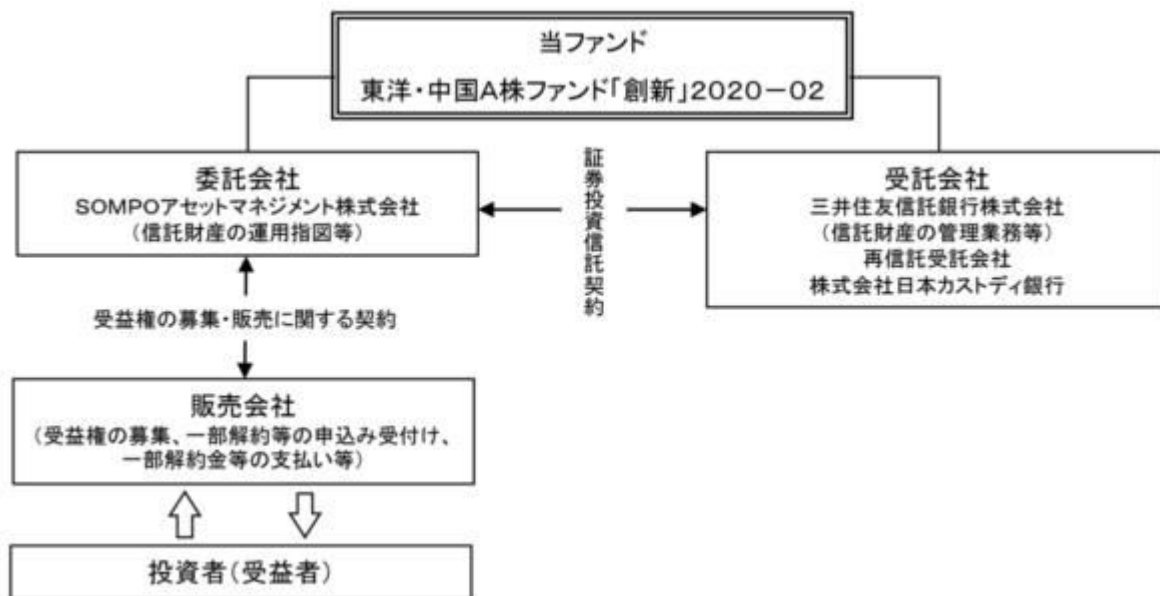 当ファンド
東洋・中国A株ファンド「創新」2020－02
委託会社
SOMPOアセットマネジメント株式会社
（信託財産の運用指図等）
証券投資信託契約
受託会社
三井住友信託銀行株式会社
（信託財産の管理業務等）
再信託受託会社
株式会社日本カストディ銀行
受益権の募集・販売に関する契約
販売会社
（受益権の募集、一部解約等の申込み受付け、
一部解約金等の支払い等）
投資者（受益者）